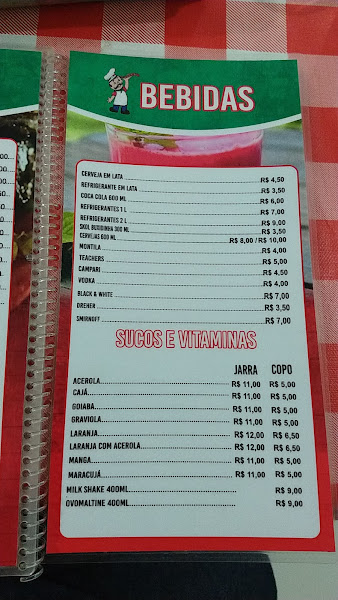 BEBIDAS
CERVEJA EM LATA R$ 4,50
REFRIGERANTE EM LATA R$ 3,50
COCA COLA 600 ML R$ 6,00
REFRIGERANTES 1 L R$ 7,00
REFRIGERANTES 2 L R$ 9,00
SKOL BUDDINHA 300 ML R$ 3,50
CERVEJAS 600 ML R$ 8,00 / R$ 10,00
MONTILA R$ 4,00
TEACHERS R$ 5,00
CAMPARI R$ 4,50
VODKA R$ 4,00
BLACK & WHITE R$ 7,00
DREHER R$ 3,50
SMIRNOFF R$ 7,00
SUCOS E VITAMINAS
JARRA COPO
ACEROLA R$ 11,00 R$ 5,00
CAJÁ R$ 11,00 R$ 5,00
GOIABA R$ 11,00 R$ 5,00
GRAVIOLA R$ 11,00 R$ 5,00
LARANJA R$ 12,00 R$ 6,50
LARANJA COM ACEROLA R$ 12,00 R$ 6,50
MANGA R$ 11,00 R$ 5,00
MARACUJÁ R$ 11,00 R$ 5,00
MILK SHAKE 400ML R$ 9,00
OVOMALTINE 400ML R$ 9,00